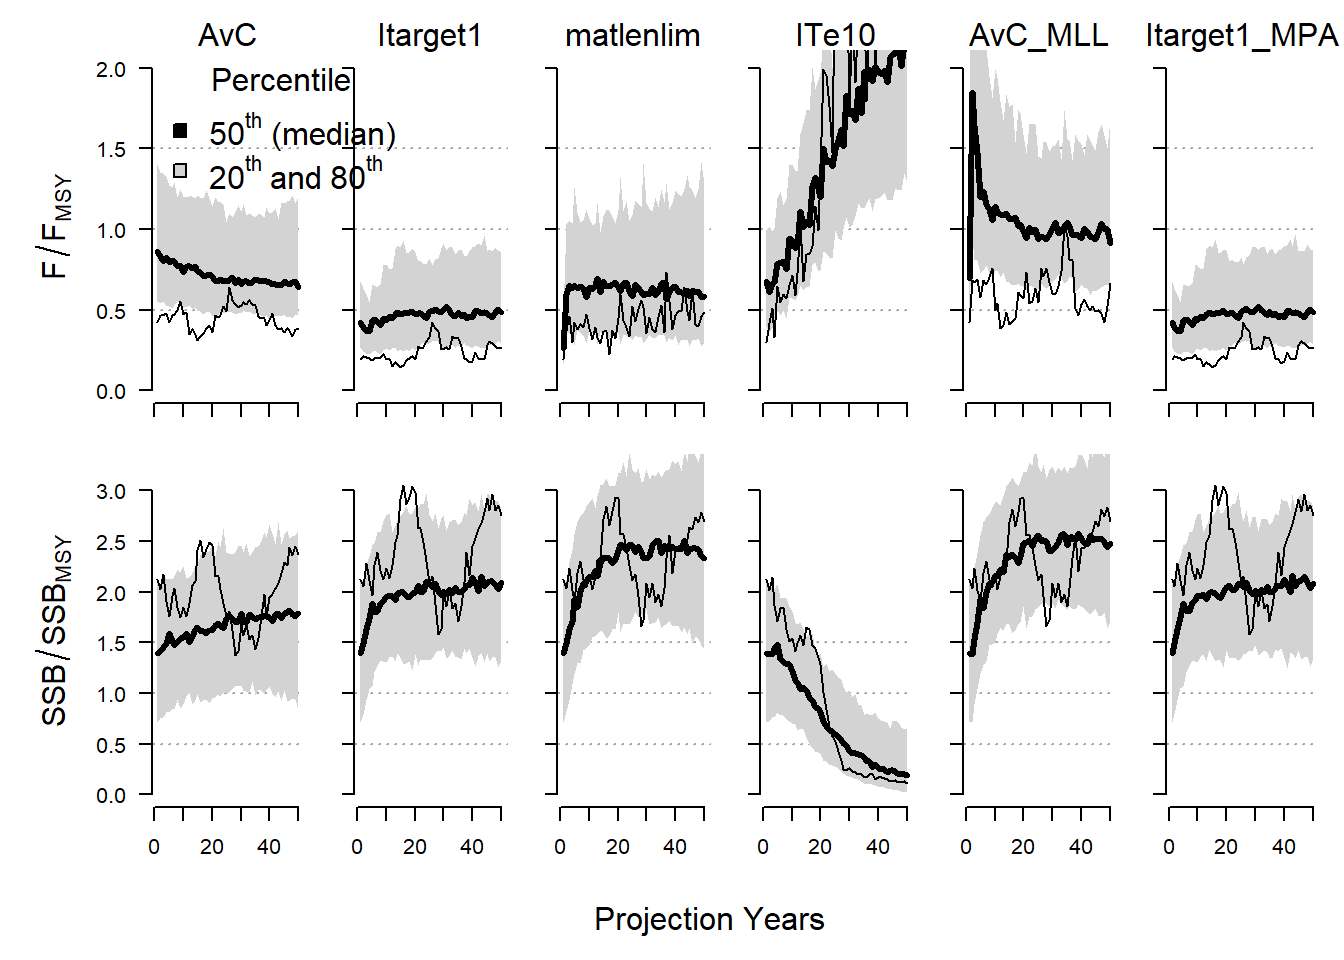 AvC Itarget1 matlenlim ITe10 AvC_MLL Itarget1_MPA
Percentile
50th (median)
20th and 80th
F/FMSY
2.0
1.5
1.0
0.5
0.0
SSB/SSBMSY
3.0
2.5
2.0
1.5
1.0
0.5
0.0
0 20 40 0 20 40 0 20 40 0 20 40 0 20 40 0 20 40
Projection Years